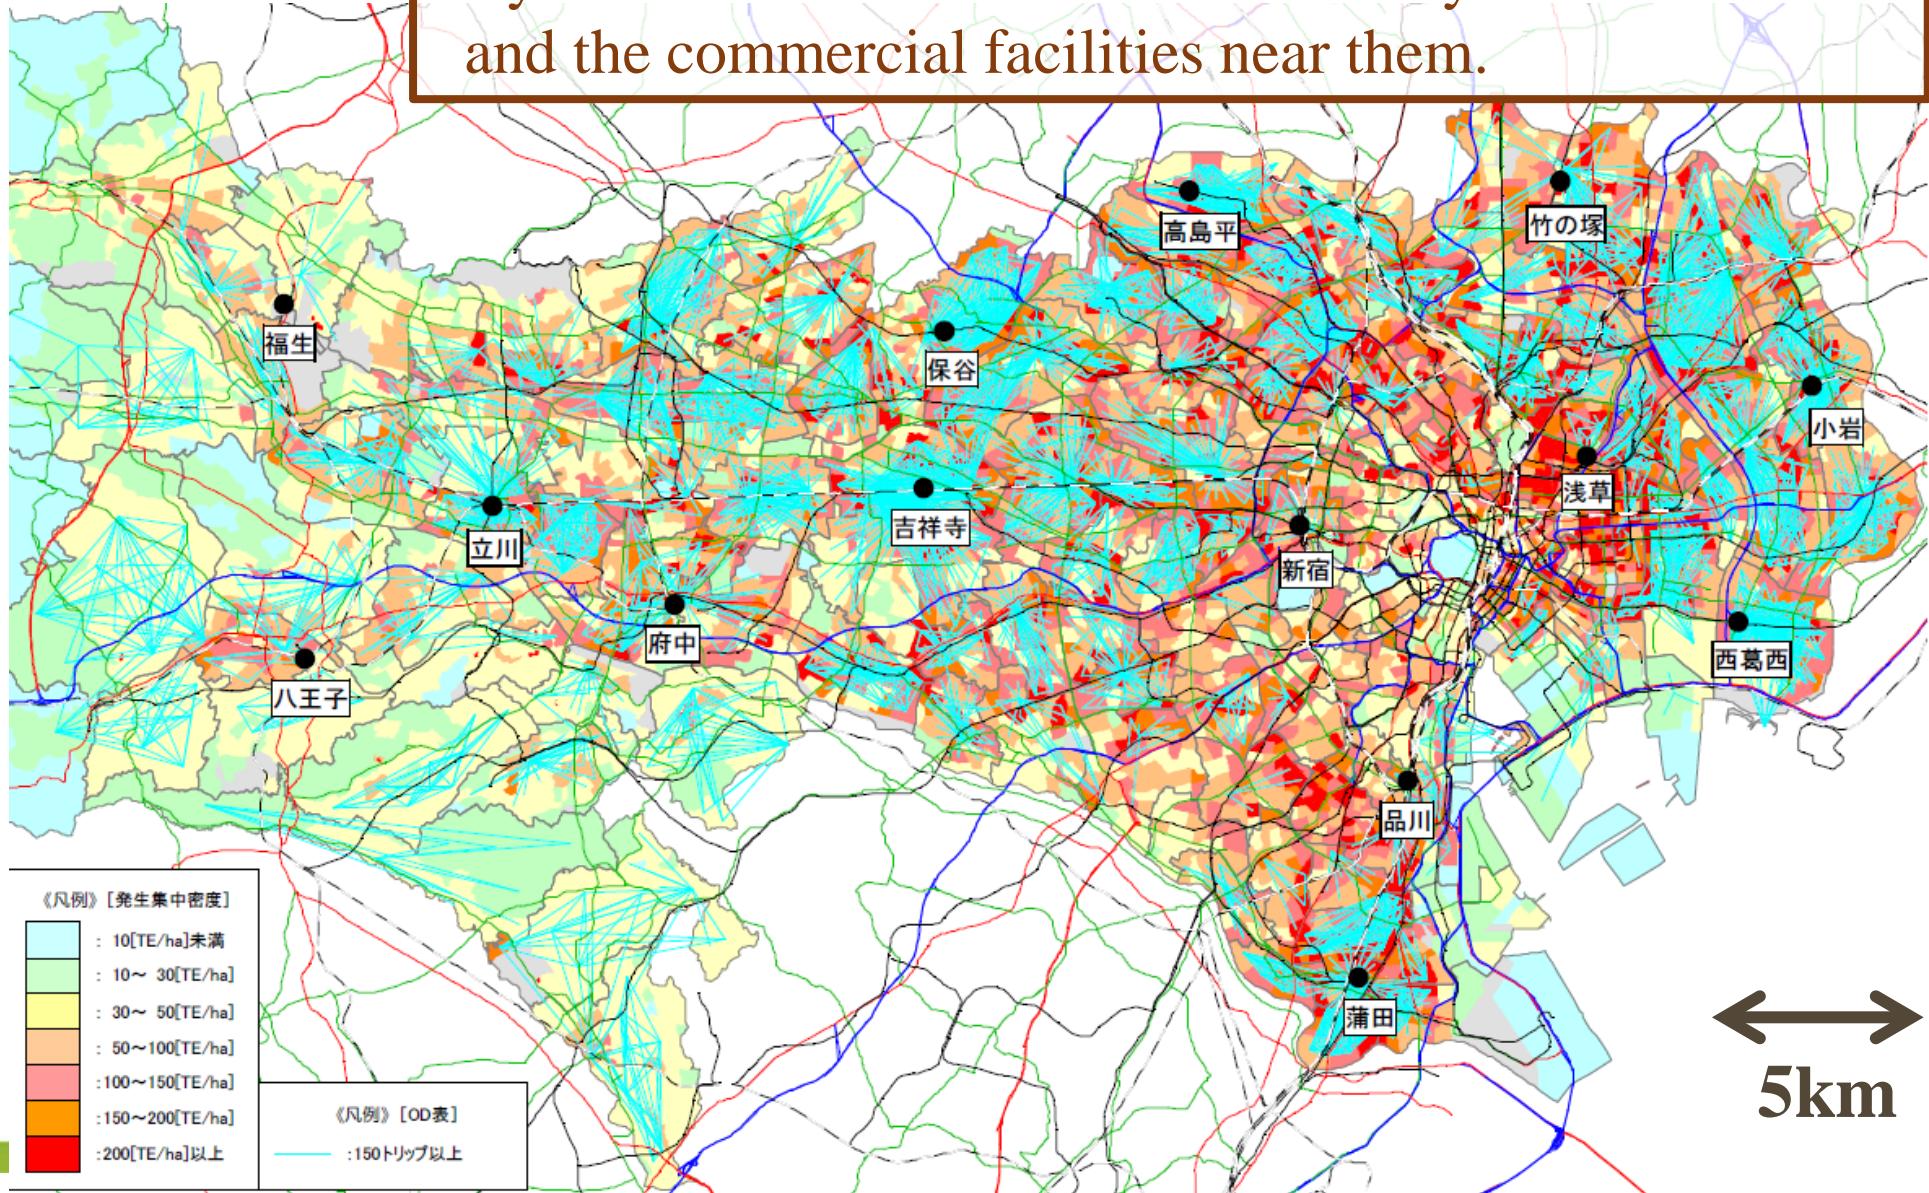 and the commercial facilities near them.
高島平
竹の塚
福生
保谷
小岩
浅草
吉祥寺
立川
新宿
府中
西葛西
八王子
品川
蒲田
5km
《凡例》［発生集中密度］
: 10[TE/ha]未満
: 10～ 30[TE/ha]
: 30～ 50[TE/ha]
: 50～100[TE/ha]
:100～150[TE/ha]
:150～200[TE/ha]
:200[TE/ha]以上
《凡例》［OD表］
:150トリップ以上